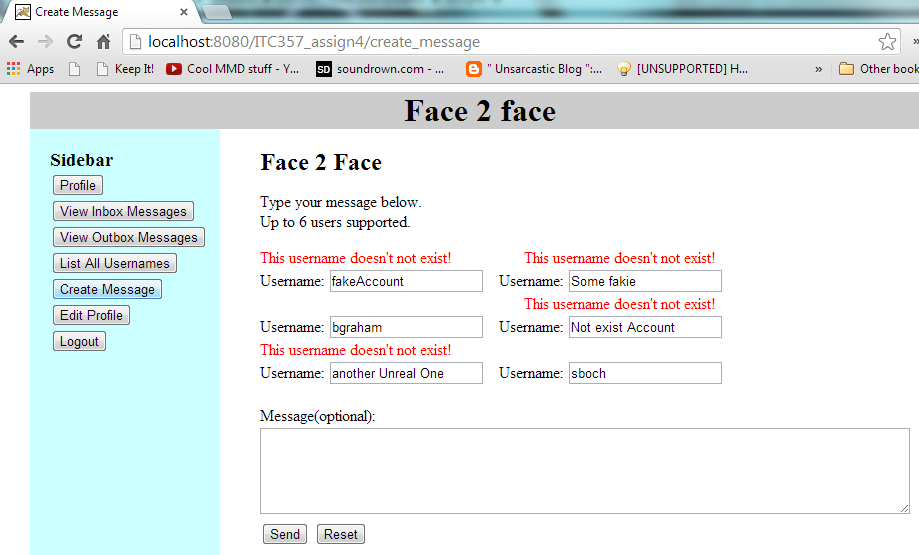 Create Message
localhost:8080/ITC357_assign4/create_message
Apps Keep It! Cool MMD stuff - Y... soundrown.com - ... " Unsarcastic Blog ":... [UNSUPPORTED] H... » Other book
Face 2 face
Sidebar
Profile
View Inbox Messages
View Outbox Messages
List All Usernames
Create Message
Edit Profile
Logout
Face 2 Face
Type your message below.
Up to 6 users supported.
This username doesn't not exist! This username doesn't not exist!
Username: fakeAccount Username: Some fakie
This username doesn't not exist!
Username: bgraham Username: Not exist Account
This username doesn't not exist!
Username: another Unreal One Username: sboch
Message(optional):
Send Reset